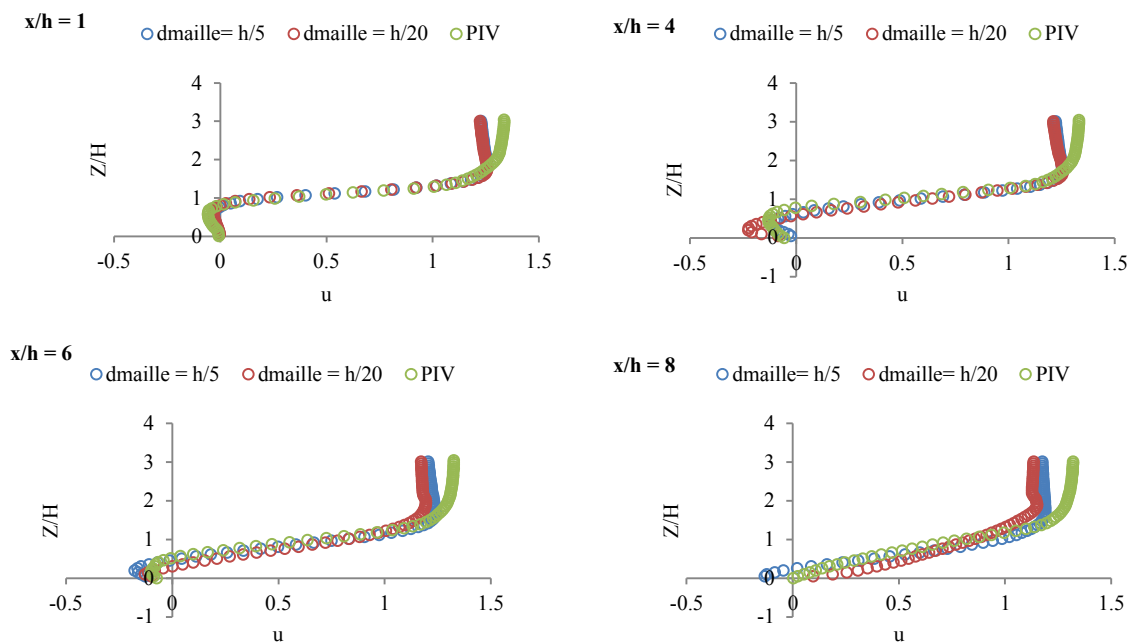 x/h = 1
dmaille= h/5 dmaille = h/20 PIV
4
3
2
1
0
-0.5 0 0.5 1 1.5
Z/H
u
x/h = 4
dmaille= h/5 dmaille = h/20 PIV
4
3
2
1
0
-1
-0.5 0 0.5 1 1.5
Z/H
u
x/h = 6
dmaille = h/5 dmaille = h/20 PIV
4
3
2
1
0
-1
-0.5 0 0.5 1 1.5
Z/H
u
x/h = 8
dmaille= h/5 dmaille= h/20 PIV
4
3
2
1
0
-1
-0.5 0 0.5 1 1.5
Z/H
u